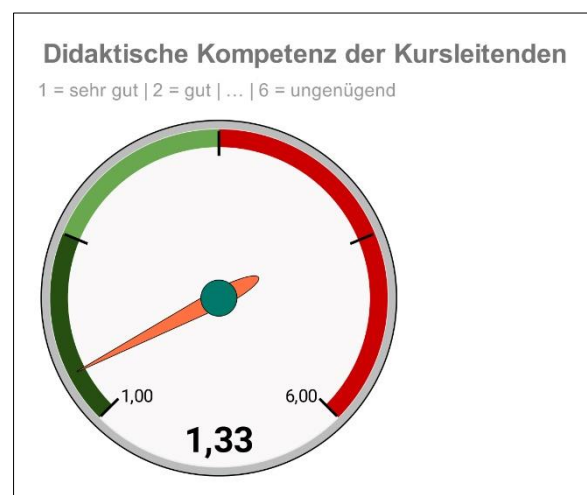 Didaktische Kompetenz der Kursleitenden
1 = sehr gut | 2 = gut | ... | 6 = ungenügend
1,00
6,00
1,33